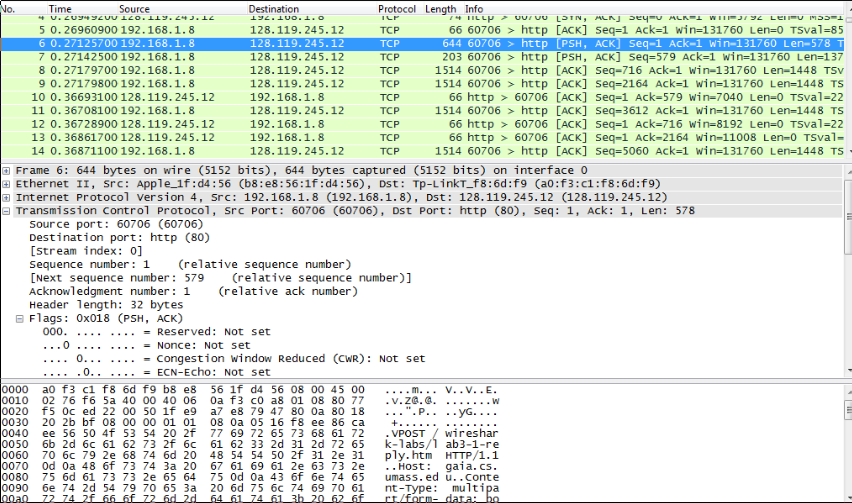 No. Time Source Destination Protocol Length Info
4 0.26949200 128.119.245.12 192.168.1.8 TCP 74 http > 60706 [SYN, ACK] Seq=0 Ack=1 Win=5792 Len=0 MSS=1
5 0.26960900 192.168.1.8 128.119.245.12 TCP 66 60706 > http [ACK] Seq=1 Ack=1 Win=131760 Len=0 TSval=85
6 0.27125700 192.168.1.8 128.119.245.12 TCP 644 60706 > http [PSH, ACK] Seq=1 Ack=1 Win=131760 Len=578 T
7 0.27142500 192.168.1.8 128.119.245.12 TCP 203 60706 > http [PSH, ACK] Seq=579 Ack=1 Win=131760 Len=137
8 0.27179700 192.168.1.8 128.119.245.12 TCP 1514 60706 > http [ACK] Seq=716 Ack=1 Win=131760 Len=1448 TS
9 0.27179800 192.168.1.8 128.119.245.12 TCP 1514 60706 > http [ACK] Seq=2164 Ack=1 Win=131760 Len=1448 T
10 0.36693100 128.119.245.12 192.168.1.8 TCP 66 http > 60706 [ACK] Seq=1 Ack=579 Win=7040 Len=0 TSval=22
11 0.36708100 192.168.1.8 128.119.245.12 TCP 1514 60706 > http [ACK] Seq=3612 Ack=1 Win=131760 Len=1448 T
12 0.36728900 128.119.245.12 192.168.1.8 TCP 66 http > 60706 [ACK] Seq=1 Ack=716 Win=8192 Len=0 TSval=22
13 0.36861700 128.119.245.12 192.168.1.8 TCP 66 http > 60706 [ACK] Seq=1 Ack=2164 Win=11008 Len=0 TSval=
14 0.36871100 192.168.1.8 128.119.245.12 TCP 1514 60706 > http [ACK] Seq=5060 Ack=1 Win=131760 Len=1448 T
Frame 6: 644 bytes on wire (5152 bits), 644 bytes captured (5152 bits) on interface 0
Ethernet II, Src: Apple_1f:d4:56 (b8:e8:56:1f:d4:56), Dst: Tp-LinkT_f8:6d:f9 (a0:f3:c1:f8:6d:f9)
Internet Protocol Version 4, Src: 192.168.1.8 (192.168.1.8), Dst: 128.119.245.12 (128.119.245.12)
Transmission Control Protocol, Src Port: 60706 (60706), Dst Port: http (80), Seq: 1, Ack: 1, Len: 578
Source port: 60706 (60706)
Destination port: http (80)
[Stream index: 0]
Sequence number: 1 (relative sequence number)
[Next sequence number: 579 (relative sequence number)]
Acknowledgment number: 1 (relative ack number)
Header length: 32 bytes
Flags: 0x018 (PSH, ACK)
000. .... .... = Reserved: Not set
...0 .... .... = Nonce: Not set
.... 0... .... = Congestion Window Reduced (CWR): Not set
.... .0.. .... = ECN-Echo: Not set
0000 a0 f3 c1 f8 6d f9 b8 e8 56 1f d4 56 08 00 45 00 ....m... V..V..E.
0010 02 76 f6 5a 40 00 40 06 0a f3 c0 a8 01 08 80 77 .v.Z@.@. .......w
0020 f5 0c ed 22 00 50 1f e9 a7 e8 79 47 80 0a 80 18 ...".P.. ..yG....
0030 20 2b bf 08 00 00 01 01 08 0a 05 16 f8 ee 86 ca +...... ........
0040 ee 56 50 4f 53 54 20 2f 77 69 72 65 73 68 61 72 .VPOST / wireshar
0050 6b 2d 6c 61 62 73 2f 6c 61 62 33 2d 31 2d 72 65 k-labs/l ab3-1-re
0060 70 6c 79 2e 68 74 6d 20 48 54 54 50 2f 31 2e 31 ply.htm HTTP/1.1
0070 0d 0a 48 6f 73 74 3a 20 67 61 69 61 2e 63 73 2e ..Host: gaia.cs.
0080 75 6d 61 73 73 2e 65 64 75 0d 0a 43 6f 6e 74 65 umass.ed u..Conte
0090 6e 74 2d 54 79 70 65 3a 20 6d 75 6c 74 69 70 61 nt-Type: multipa
00a0 72 74 2f 66 6f 72 6d 2d 64 61 74 61 3b 20 62 6f rt/form- data; bo